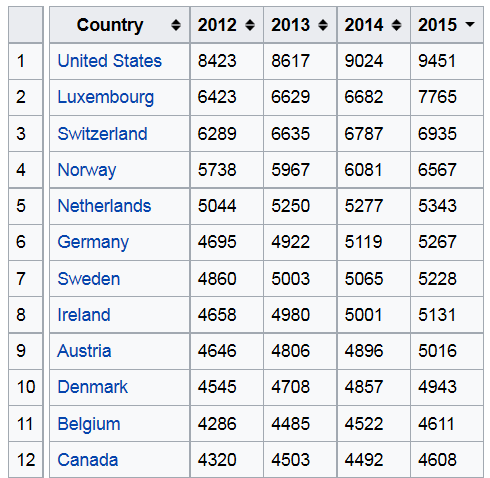 Country 2012 2013 2014 2015
1 United States 8423 8617 9024 9451
2 Luxembourg 6423 6629 6682 7765
3 Switzerland 6289 6635 6787 6935
4 Norway 5738 5967 6081 6567
5 Netherlands 5044 5250 5277 5343
6 Germany 4695 4922 5119 5267
7 Sweden 4860 5003 5065 5228
8 Ireland 4658 4980 5001 5131
9 Austria 4646 4806 4896 5016
10 Denmark 4545 4708 4857 4943
11 Belgium 4286 4485 4522 4611
12 Canada 4320 4503 4492 4608